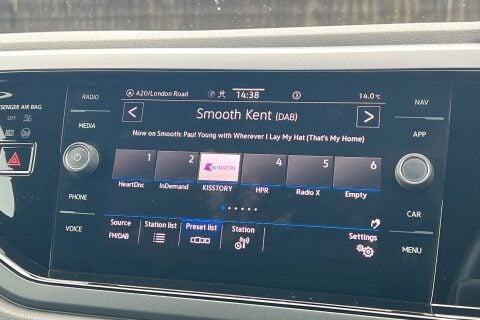 RADIO
MEDIA
PHONE
VOICE
SENGER AIR BAG
OFF
A20/London Road
14:38
3
14.0°C
Smooth Kent (DAB)
Now on Smooth: Paul Young with Wherever I Lay My Hat (That's My Home)
1 2 4 5 6
KISSTORY
HeartDnc InDemand KISSTORY HPR Radio X Empty
Source Station list Preset list Station Settings
FM/DAB
NAV
APP
CAR
MENU